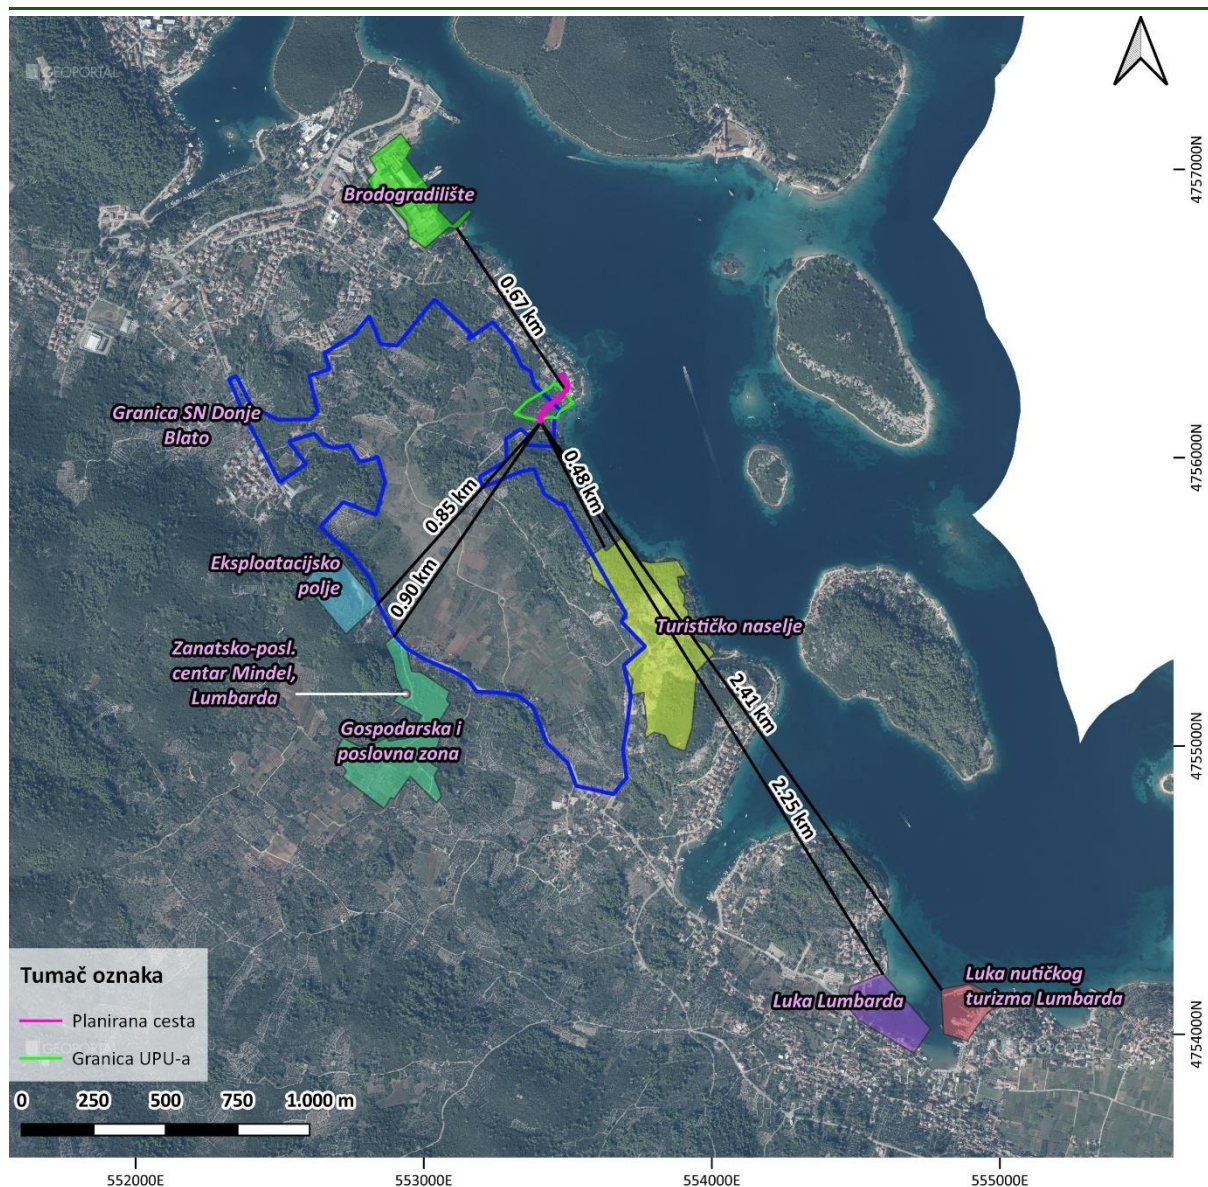 GEOPORTAL
4757000N
Brodogradilište
0.67 km
Granica SN Donje
Blato
4756000N
0.48 km
0.85 km
Eksploatacijsko
polje
0.90 km
Turističko naselje
Zanatsko-posl.
centar Mindel,
Lumbarda
2.41 km
Gospodarska i
poslovna zona
4755000N
2.25 km
Tumač oznaka
Planirana cesta
Granica UPU-a
Luka Lumbarda
Luka nutičkog
turizma Lumbarda
4754000N
GEOPORTAL
GEOPORTAL
0 250 500 750 1.000 m
552000E 553000E 554000E 555000E